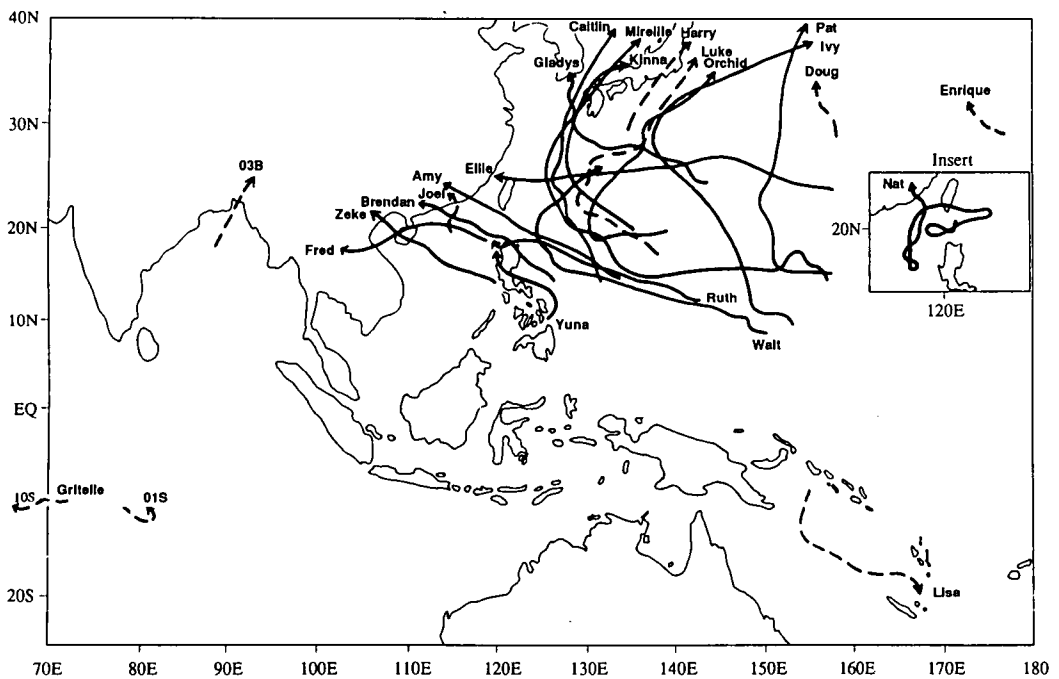 40N
Caitlin Mireille Harry
Pat
Ivy
Kinna
Luke
Orchid
Gladys
Doug
Enrique
30N
03B
Amy
Ellie
Insert
Brendan
Joel
Nat
Zeke
20N
20N
Fred
120E
Ruth
10N
Yuna
Walt
EQ
10S
Gritelle
01S
20S
Lisa
70E 80E 90E 100E 110E 120E 130E 140E 150E 160E 170E 180